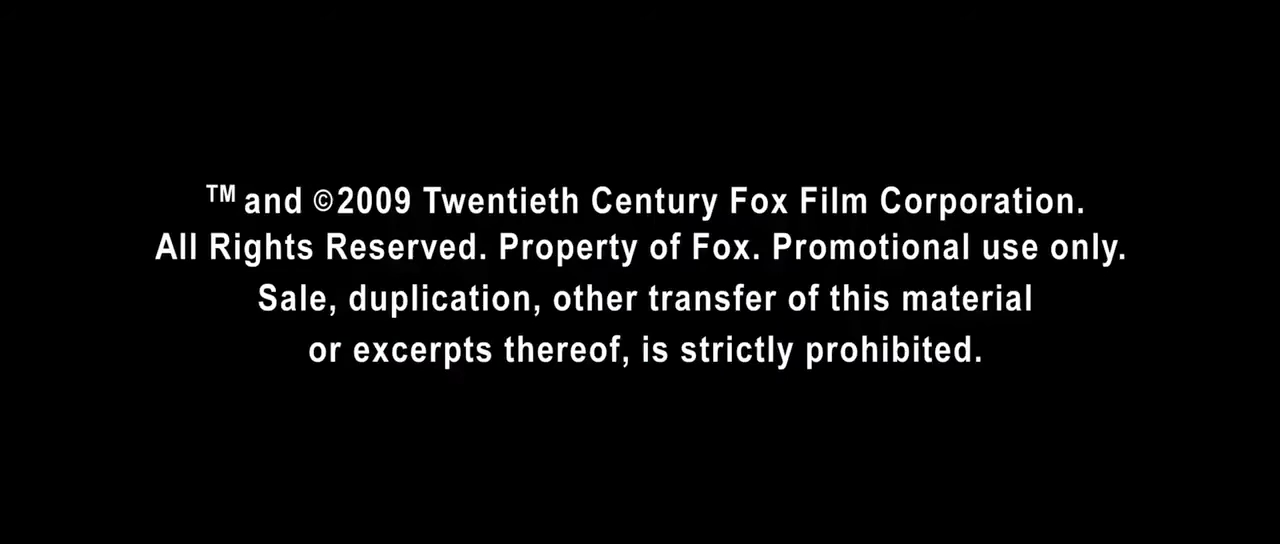 TM and ©2009 Twentieth Century Fox Film Corporation.
All Rights Reserved. Property of Fox. Promotional use only.
Sale, duplication, other transfer of this material
or excerpts thereof, is strictly prohibited.